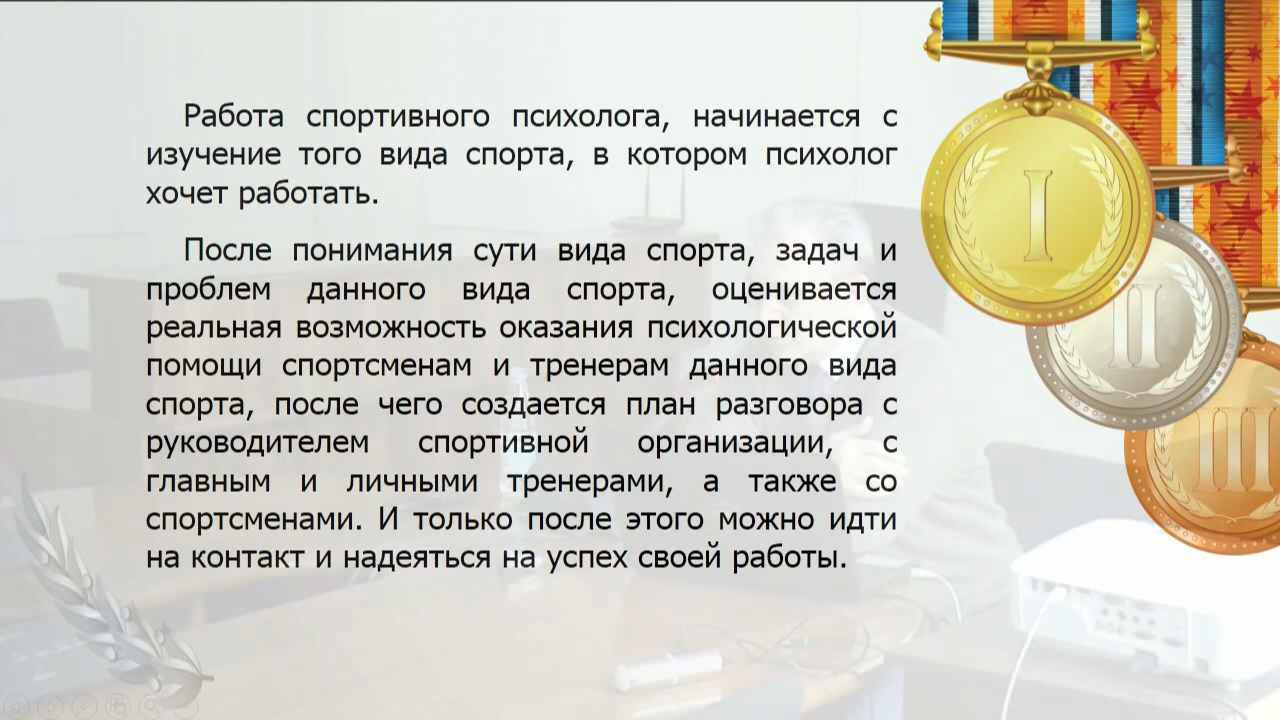 Работа спортивного психолога, начинается с
изучение того вида спорта, в котором психолог
хочет работать.
После понимания сути вида спорта, задач и
проблем данного вида спорта, оценивается
реальная возможность оказания психологической
помощи спортсменам и тренерам данного вида
спорта, после чего создается план разговора с
руководителем спортивной организации, с
главным и личными тренерами, а также со
спортсменами. И только после этого можно идти
на контакт и надеяться на успех своей работы.
I
II
III